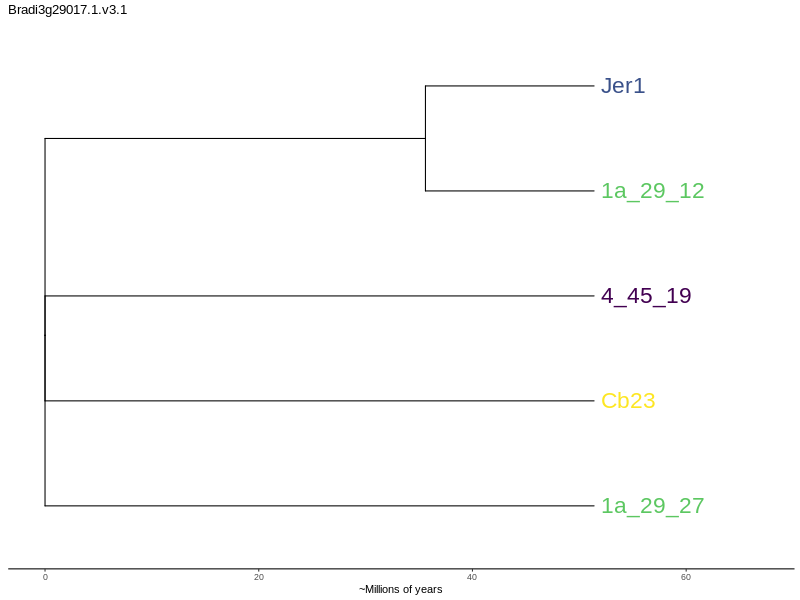 Bradi3g29017.1.v3.1
Jer1
1a_29_12
4_45_19
Cb23
1a_29_27
0 20 40 60
~Millions of years